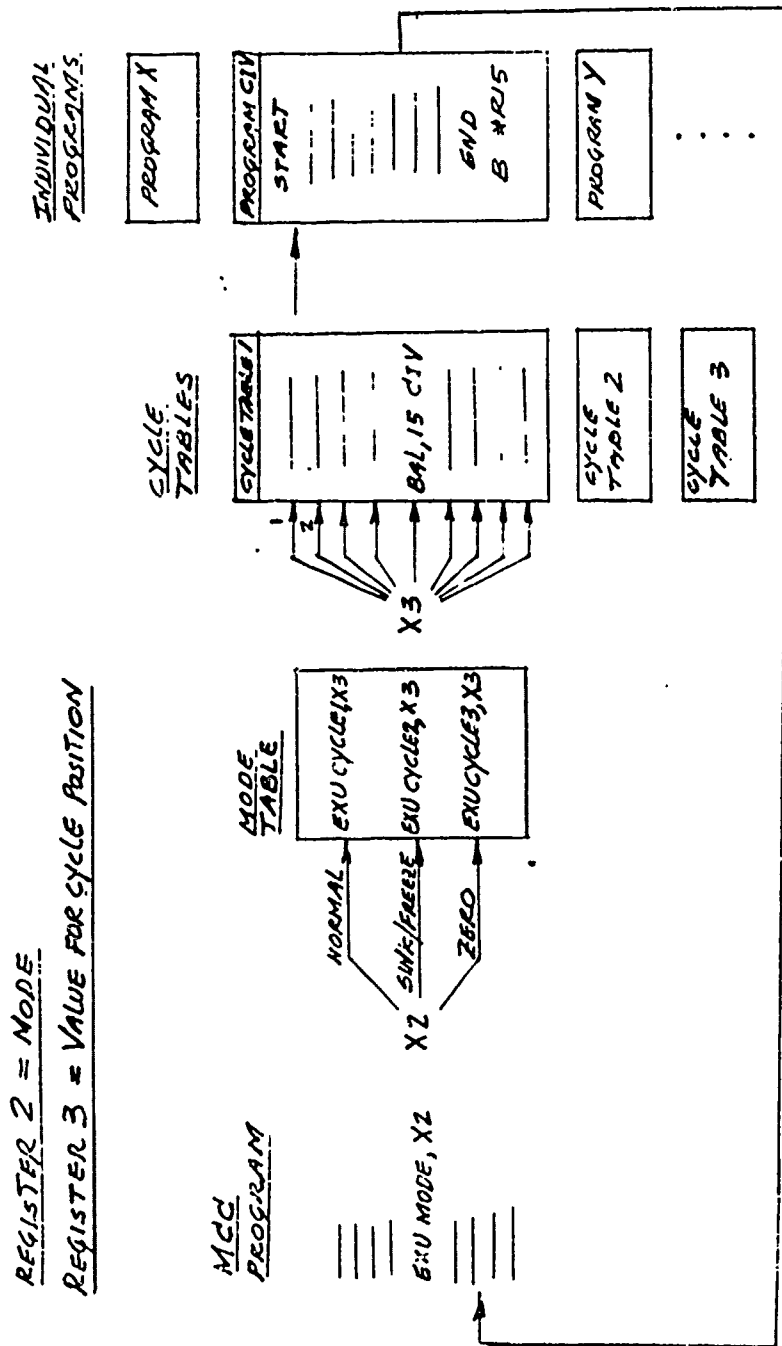 REGISTER 2 = MODE
REGISTER 3 = VALUE FOR CYCLE POSITION
MCC
PROGRAM
EXU MODE, X2
X2
NORMAL
ZERO
MODE
TABLE
EXU CYCLE1, X3
EXU CYCLE2, X3
EXU CYCLE3, X3
X3
CYCLE
TABLES
1
2
CYCLE TABLE 1
BAL, 15 CIV
CYCLE
TABLE 2
CYCLE
TABLE 3
INDIVIDUAL
PROGRAMS
PROGRAM X
PROGRAM CIV
START
END
B *R15
PROGRAM Y
. . . .